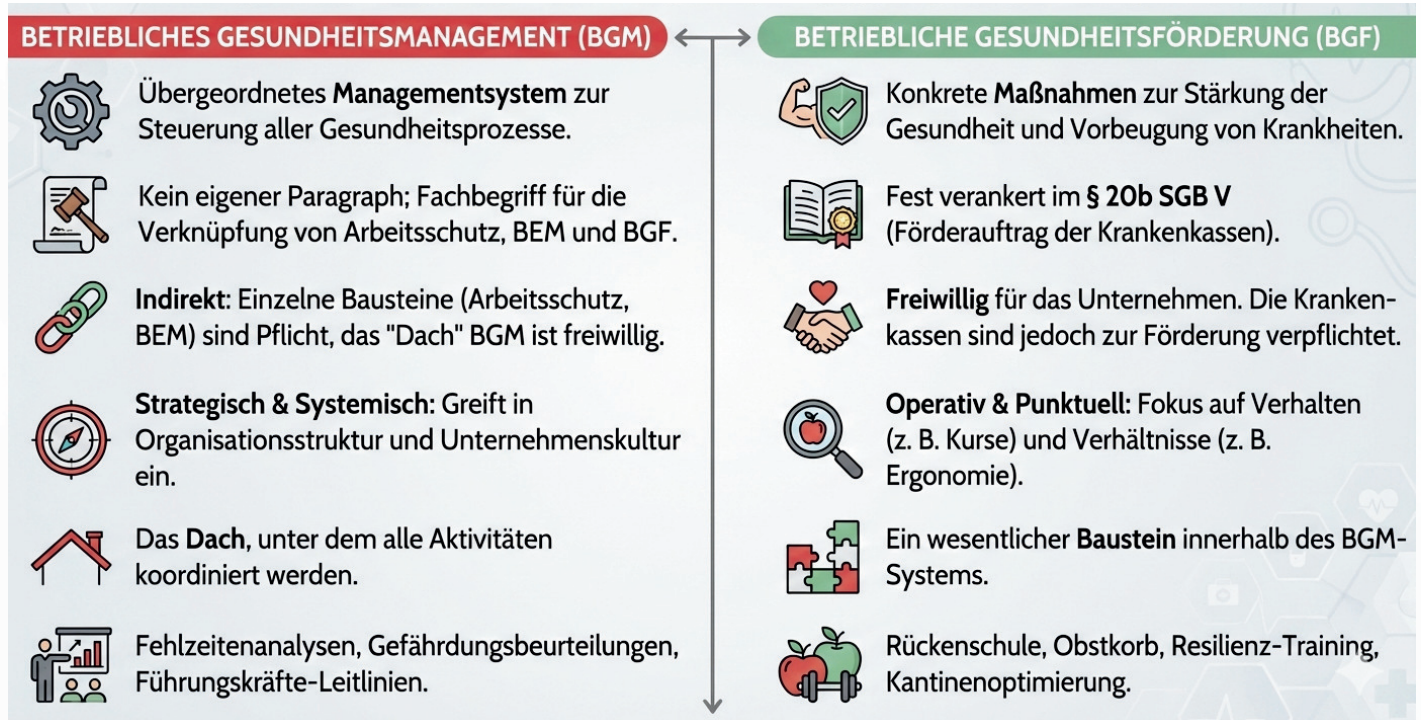 BETRIEBLICHES GESUNDHEITSMANAGEMENT (BGM)
Übergeordnetes Managementsystem zur
Steuerung aller Gesundheitsprozesse.
Kein eigener Paragraph; Fachbegriff für die
Verknüpfung von Arbeitsschutz, BEM und BGF.
Indirekt: Einzelne Bausteine (Arbeitsschutz,
BEM) sind Pflicht, das "Dach" BGM ist freiwillig.
Strategisch & Systemisch: Greift in
Organisationsstruktur und Unternehmenskultur
ein.
Das Dach, unter dem alle Aktivitäten
koordiniert werden.
Fehlzeitenanalysen, Gefährdungsbeurteilungen,
Führungskräfte-Leitlinien.
BETRIEBLICHE GESUNDHEITSFÖRDERUNG (BGF)
Konkrete Maßnahmen zur Stärkung der
Gesundheit und Vorbeugung von Krankheiten.
Fest verankert im § 20b SGB V
(Förderauftrag der Krankenkassen).
Freiwillig für das Unternehmen. Die Kranken-
kassen sind jedoch zur Förderung verpflichtet.
Operativ & Punktuell: Fokus auf Verhalten
(z. B. Kurse) und Verhältnisse (z. B.
Ergonomie).
Ein wesentlicher Baustein innerhalb des BGM-
Systems.
Rückenschule, Obstkorb, Resilienz-Training,
Kantinenoptimierung.